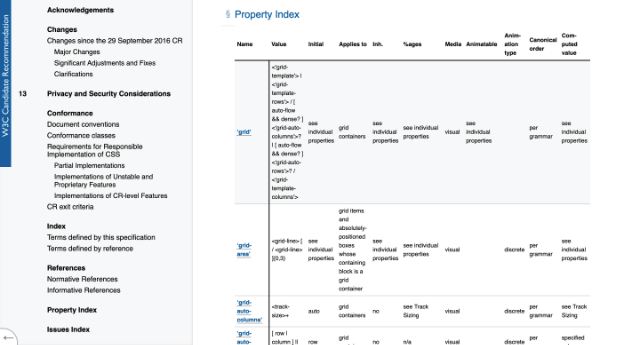 W3C Candidate Recommendation
Acknowledgements
Changes
Changes since the 29 September 2016 CR
Major Changes
Significant Adjustments and Fixes
Clarifications
13 Privacy and Security Considerations
Conformance
Document conventions
Conformance classes
Requirements for Responsible
Implementation of CSS
Partial Implementations
Implementations of Unstable and
Proprietary Features
Implementations of CR-level Features
CR exit criteria
Index
Terms defined by this specification
Terms defined by reference
References
Normative References
Informative References
Property Index
Issues Index
←
§ Property Index
Name Value Initial Applies to Inh. %ages Media Animatable Anim-
ation
type Canonical
order Com-
puted
value
'grid'
<'grid-
template'> |
<'grid-
template-
rows'> / [
auto-flow
&& dense? ]
<'grid-auto-
columns'>?
| [ auto-flow
&& dense? ]
<'grid-auto-
rows'>? /
<'grid-
template-
columns'>
see
individual
properties
grid
containers
see
individual
properties
see individual
properties
visual
see
individual
properties
per
grammar
see
individual
properties
'grid-
area'
<grid-line> [
/ <grid-line>
]{0,3}
see
individual
properties
grid items
and
absolutely-
positioned
boxes
whose
containing
block is a
grid
container
see
individual
properties
see individual
properties
visual
discrete
per
grammar
see
individual
properties
'grid-
auto-
columns'
<track-
size>+
auto
grid
containers
no
see Track
Sizing
visual
discrete
per
grammar
see Track
Sizing
'grid-
auto-
[ row |
column ] ||
row
grid
no
n/a
visual
discrete
per
grammar
specified